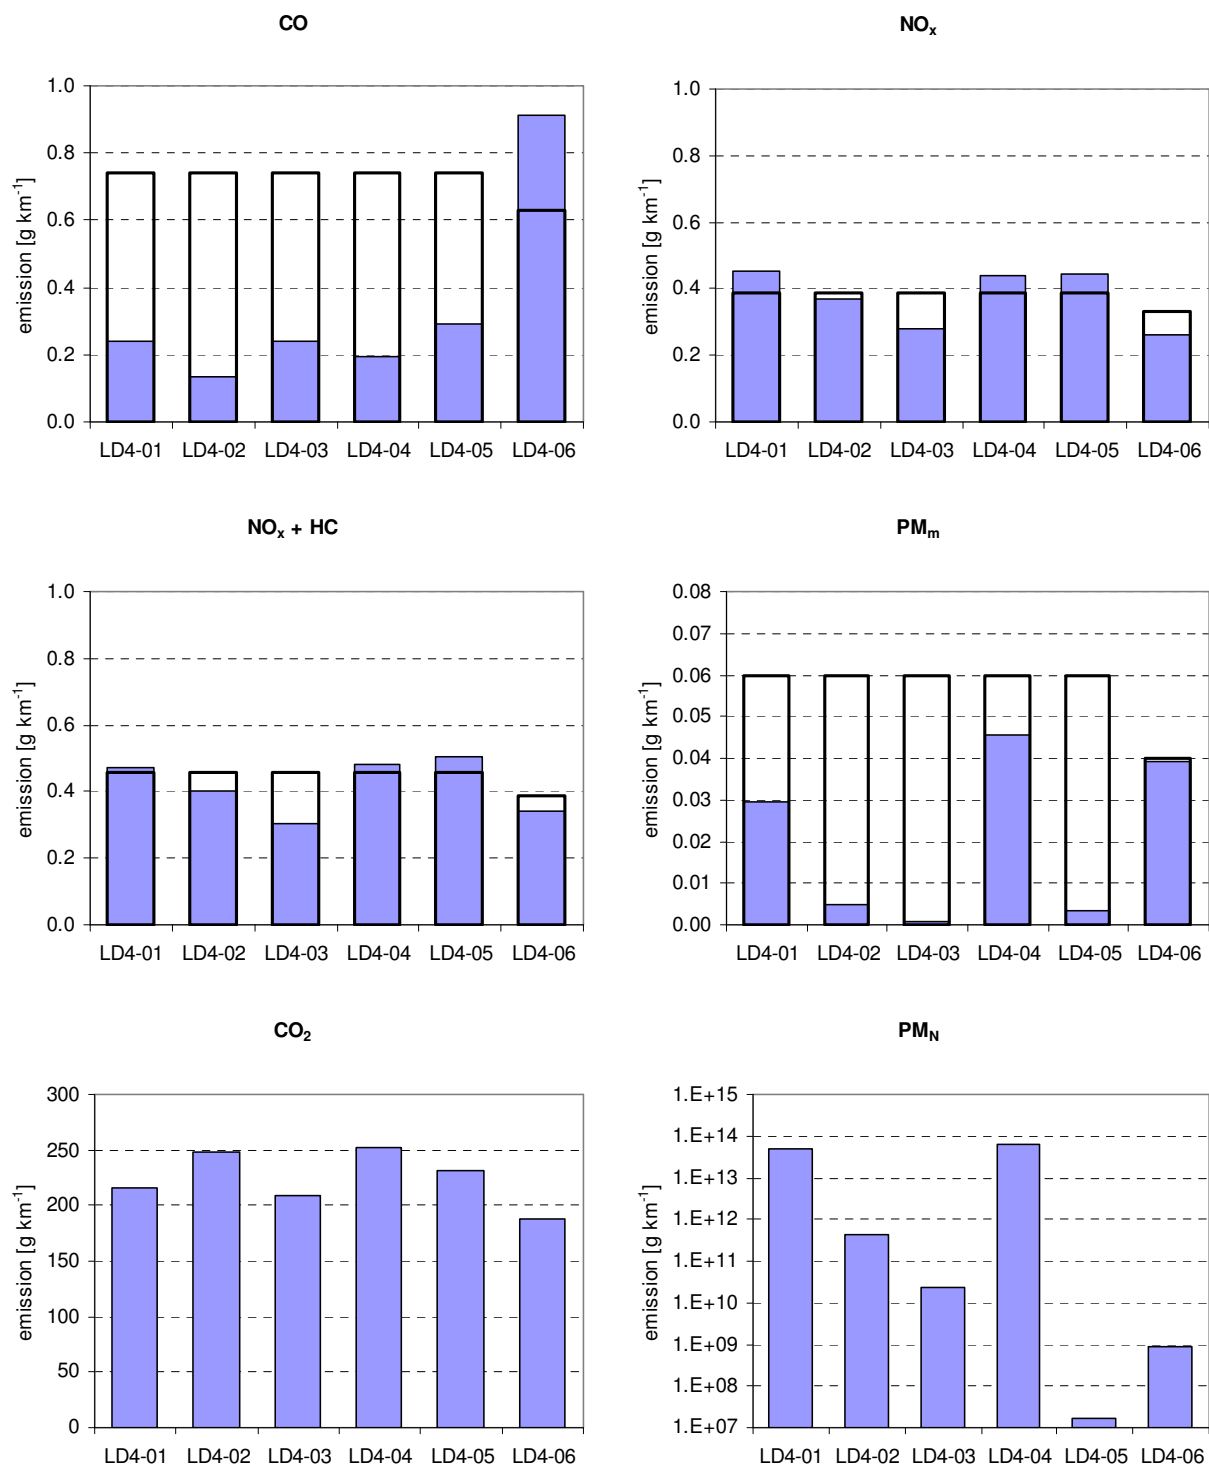 CO
emission [g km⁻¹]
1.0
0.8
0.6
0.4
0.2
0.0
LD4-01 LD4-02 LD4-03 LD4-04 LD4-05 LD4-06
NOₓ
emission [g km⁻¹]
1.0
0.8
0.6
0.4
0.2
0.0
LD4-01 LD4-02 LD4-03 LD4-04 LD4-05 LD4-06
NOₓ + HC
emission [g km⁻¹]
1.0
0.8
0.6
0.4
0.2
0.0
LD4-01 LD4-02 LD4-03 LD4-04 LD4-05 LD4-06
PMₘ
emission [g km⁻¹]
0.08
0.07
0.06
0.05
0.04
0.03
0.02
0.01
0.00
LD4-01 LD4-02 LD4-03 LD4-04 LD4-05 LD4-06
CO₂
emission [g km⁻¹]
300
250
200
150
100
50
0
LD4-01 LD4-02 LD4-03 LD4-04 LD4-05 LD4-06
PM_N
emission [g km⁻¹]
1.E+15
1.E+14
1.E+13
1.E+12
1.E+11
1.E+10
1.E+09
1.E+08
1.E+07
LD4-01 LD4-02 LD4-03 LD4-04 LD4-05 LD4-06